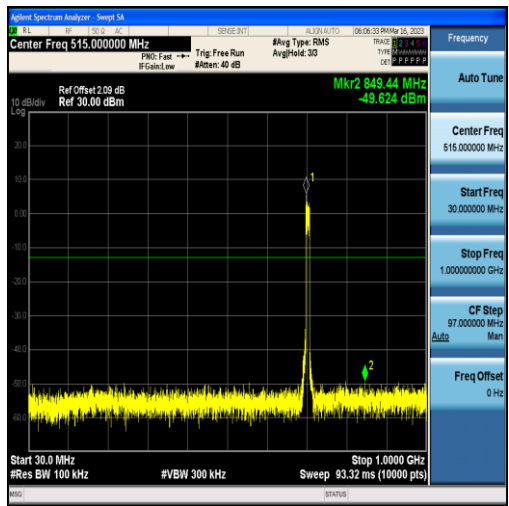 Agilent Spectrum Analyzer - Swept SA
RL RF 50 Ω AC SENSE:INT ALIGNAUTO 06:06:33 PM Mar 16, 2023
Center Freq 515.000000 MHz
PNO: Fast
IFGain:Low
Trig: Free Run
#Atten: 40 dB
#Avg Type: RMS
Avg|Hold: 3/3
TRACE 1 2 3 4 5 6
TYPE
DET P P P P P P
Ref Offset 2.09 dB
10 dB/div Ref 30.00 dBm
Log
Mkr2 849.44 MHz
-49.624 dBm
20.0
10.0
0.00
-10.0
-20.0
-30.0
-40.0
-50.0
-60.0
1
2
Start 30.0 MHz
Stop 1.0000 GHz
#Res BW 100 kHz
#VBW 300 kHz
Sweep 93.32 ms (10000 pts)
MSG
STATUS
Frequency
Auto Tune
Center Freq
515.000000 MHz
Start Freq
30.000000 MHz
Stop Freq
1.000000000 GHz
CF Step
97.000000 MHz
Auto Man
Freq Offset
0 Hz